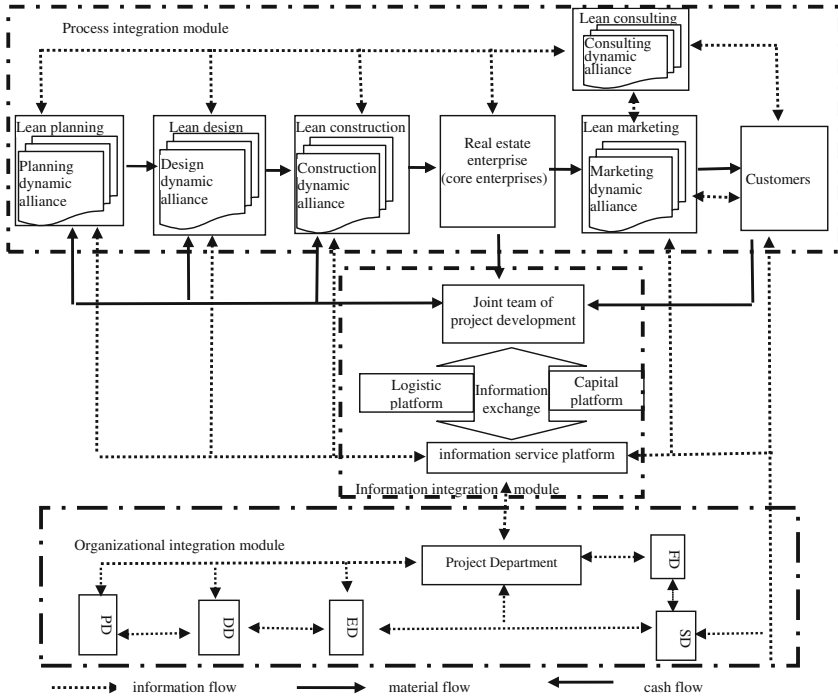 Process integration module
Lean consulting
Consulting
dynamic
alliance
Lean planning
Planning
dynamic
alliance
Lean design
Design
dynamic
alliance
Lean construction
Construction
dynamic
alliance
Real estate
enterprise
(core enterprises)
Lean marketing
Marketing
dynamic
alliance
Customers
Joint team of
project development
Logistic
platform
Information
exchange
Capital
platform
information service platform
Information integration module
Organizational integration module
Project Department
FD
PD
DD
ED
SD
information flow
material flow
cash flow